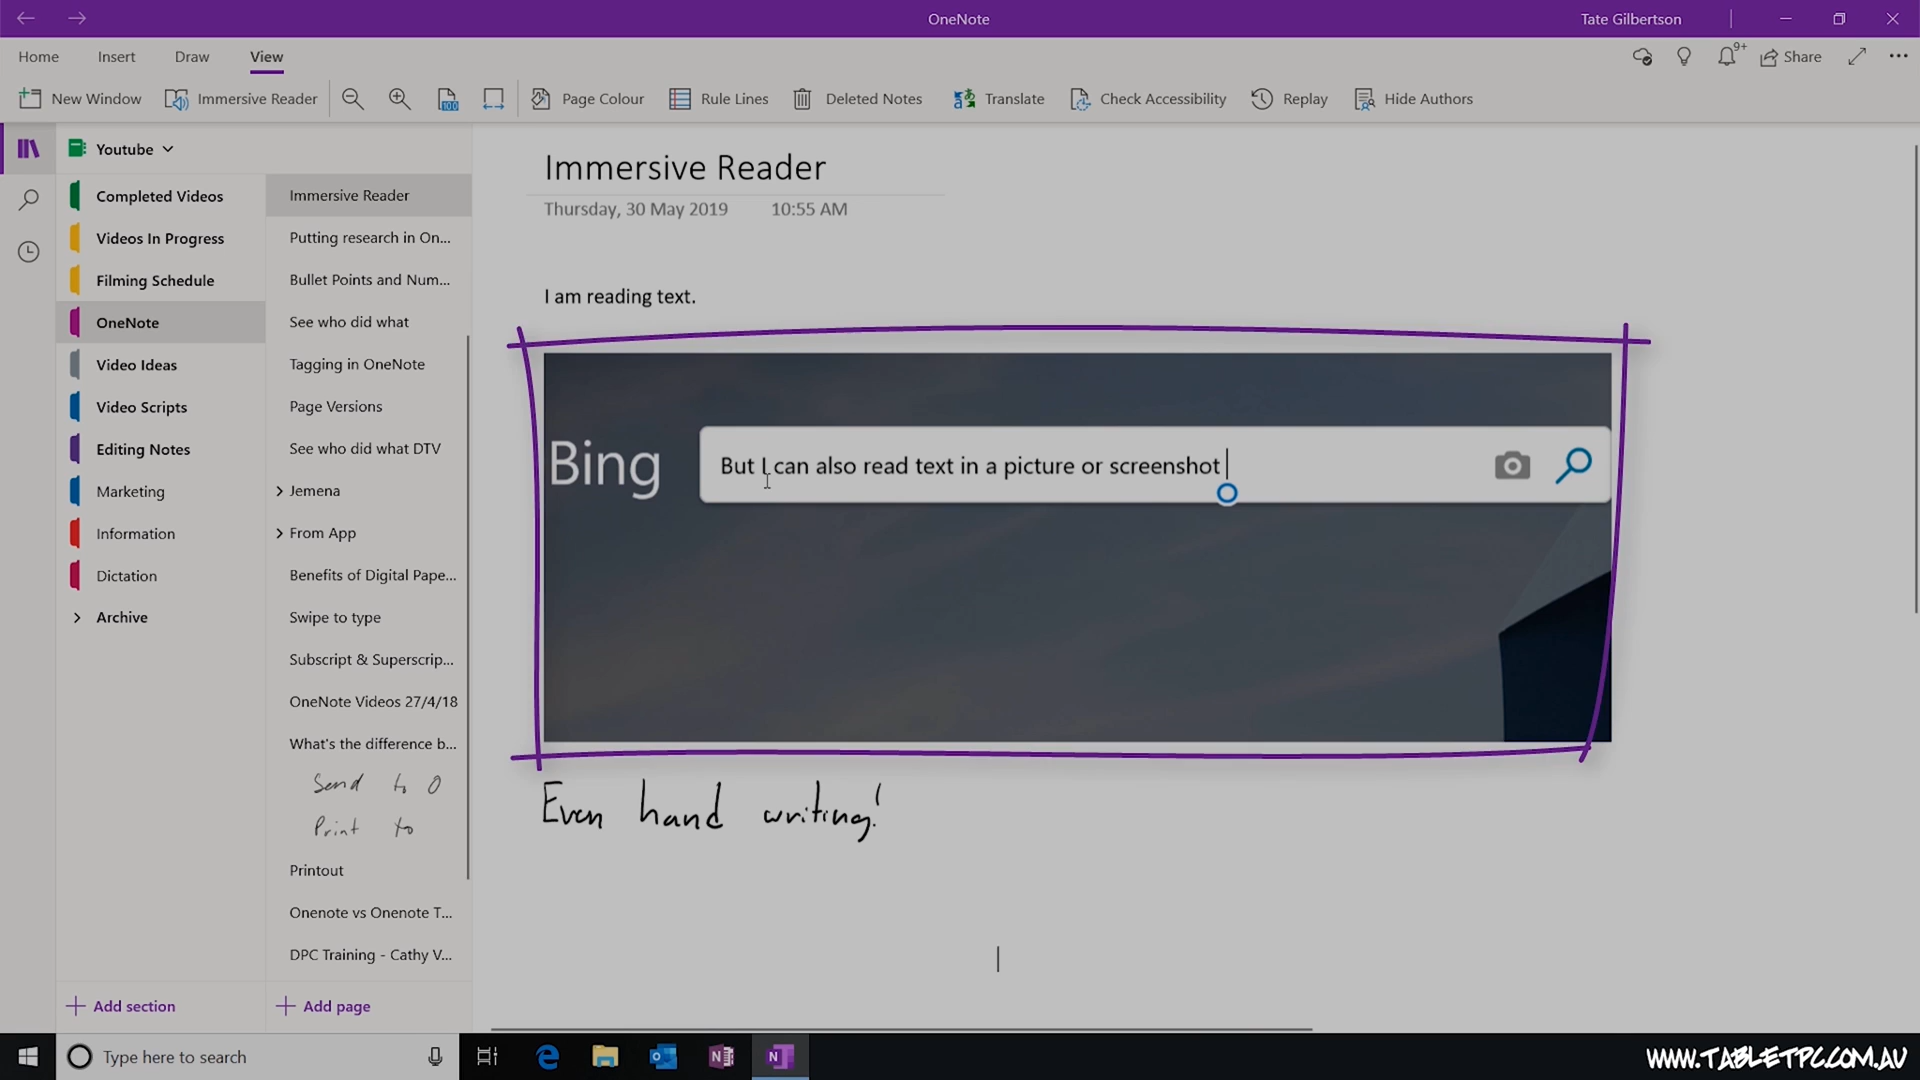 OneNote
Tate Gilbertson
Home Insert Draw View
9+ Share
New Window Immersive Reader 100 Page Colour Rule Lines Deleted Notes Translate Check Accessibility Replay Hide Authors
Youtube
Completed Videos
Videos In Progress
Filming Schedule
OneNote
Video Ideas
Video Scripts
Editing Notes
Marketing
Information
Dictation
Archive
Add section
Immersive Reader
Putting research in On...
Bullet Points and Num...
See who did what
Tagging in OneNote
Page Versions
See who did what DTV
Jemena
From App
Benefits of Digital Pape...
Swipe to type
Subscript & Superscrip...
OneNote Videos 27/4/18
What's the difference b...
Send to O
Print to
Printout
Onenote vs Onenote T...
DPC Training - Cathy V...
Add page
Immersive Reader
Thursday, 30 May 2019 10:55 AM
I am reading text.
Bing
But I can also read text in a picture or screenshot
Even hand writing!
Type here to search
WWW.TABLETPC.COM.AU